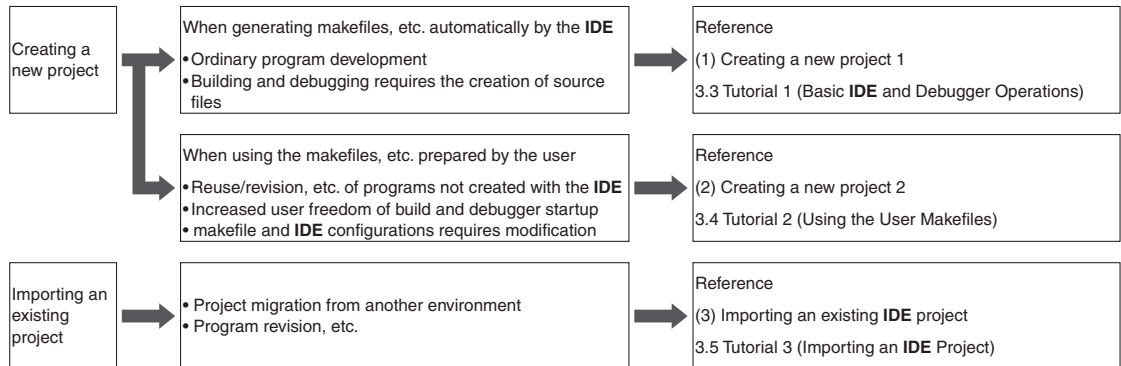 Creating a
new project
When generating makefiles, etc. automatically by the IDE
•Ordinary program development
•Building and debugging requires the creation of source
files
Reference
(1) Creating a new project 1
3.3 Tutorial 1 (Basic IDE and Debugger Operations)
When using the makefiles, etc. prepared by the user
•Reuse/revision, etc. of programs not created with the IDE
•Increased user freedom of build and debugger startup
• makefile and IDE configurations requires modification
Reference
(2) Creating a new project 2
3.4 Tutorial 2 (Using the User Makefiles)
Importing an
existing
project
• Project migration from another environment
• Program revision, etc.
Reference
(3) Importing an existing IDE project
3.5 Tutorial 3 (Importing an IDE Project)